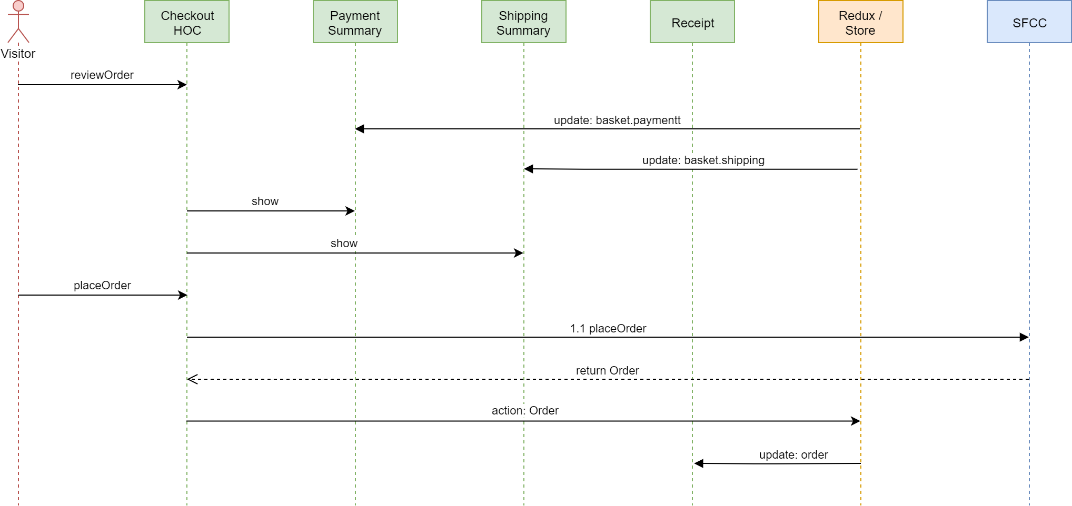 Checkout
HOC
Payment
Summary
Shipping
Summary
Receipt
Redux /
Store
SFCC
Visitor
reviewOrder
update: basket.paymentt
update: basket.shipping
show
show
placeOrder
1.1 placeOrder
return Order
action: Order
update: order